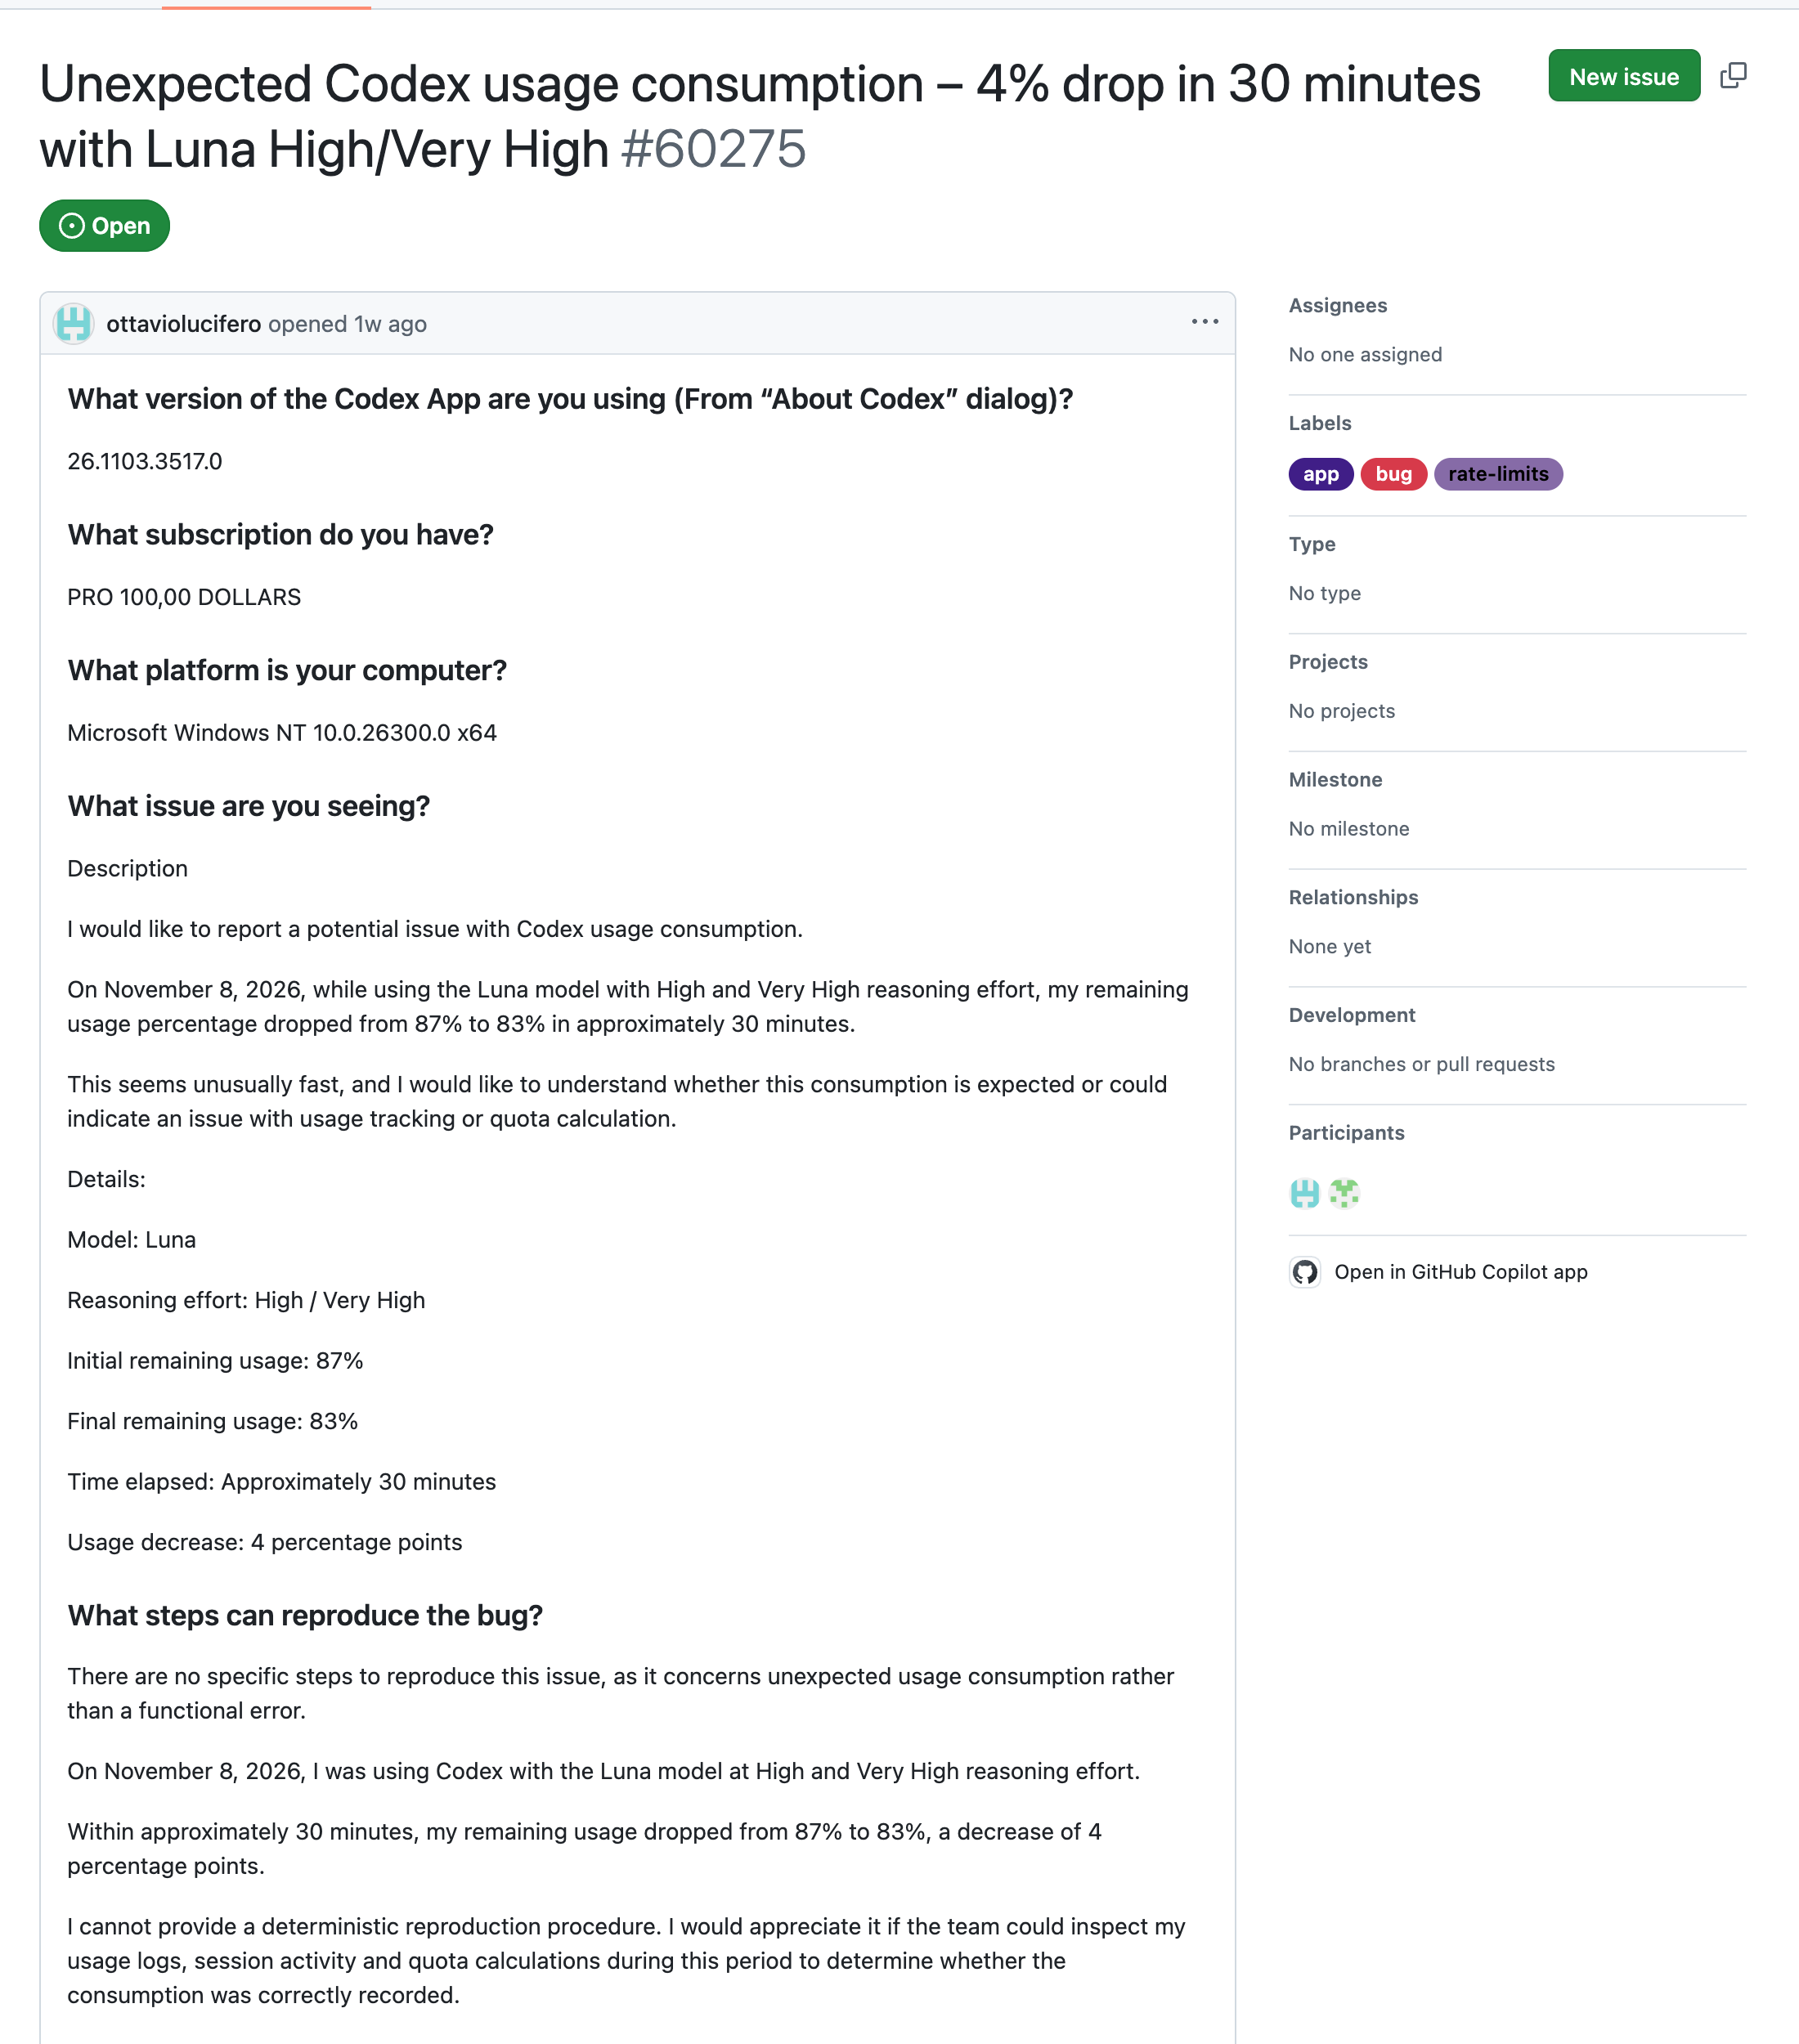 Unexpected Codex usage consumption – 4% drop in 30 minutes
with Luna High/Very High #60275
New issue
Open
ottaviolucifero opened 1w ago
What version of the Codex App are you using (From “About Codex” dialog)?
26.1103.3517.0
What subscription do you have?
PRO 100,00 DOLLARS
What platform is your computer?
Microsoft Windows NT 10.0.26300.0 x64
What issue are you seeing?
Description
I would like to report a potential issue with Codex usage consumption.
On November 8, 2026, while using the Luna model with High and Very High reasoning effort, my remaining
usage percentage dropped from 87% to 83% in approximately 30 minutes.
This seems unusually fast, and I would like to understand whether this consumption is expected or could
indicate an issue with usage tracking or quota calculation.
Details:
Model: Luna
Reasoning effort: High / Very High
Initial remaining usage: 87%
Final remaining usage: 83%
Time elapsed: Approximately 30 minutes
Usage decrease: 4 percentage points
What steps can reproduce the bug?
There are no specific steps to reproduce this issue, as it concerns unexpected usage consumption rather
than a functional error.
On November 8, 2026, I was using Codex with the Luna model at High and Very High reasoning effort.
Within approximately 30 minutes, my remaining usage dropped from 87% to 83%, a decrease of 4
percentage points.
I cannot provide a deterministic reproduction procedure. I would appreciate it if the team could inspect my
usage logs, session activity and quota calculations during this period to determine whether the
consumption was correctly recorded.
Assignees
No one assigned
Labels
app bug rate-limits
Type
No type
Projects
No projects
Milestone
No milestone
Relationships
None yet
Development
No branches or pull requests
Participants
Open in GitHub Copilot app